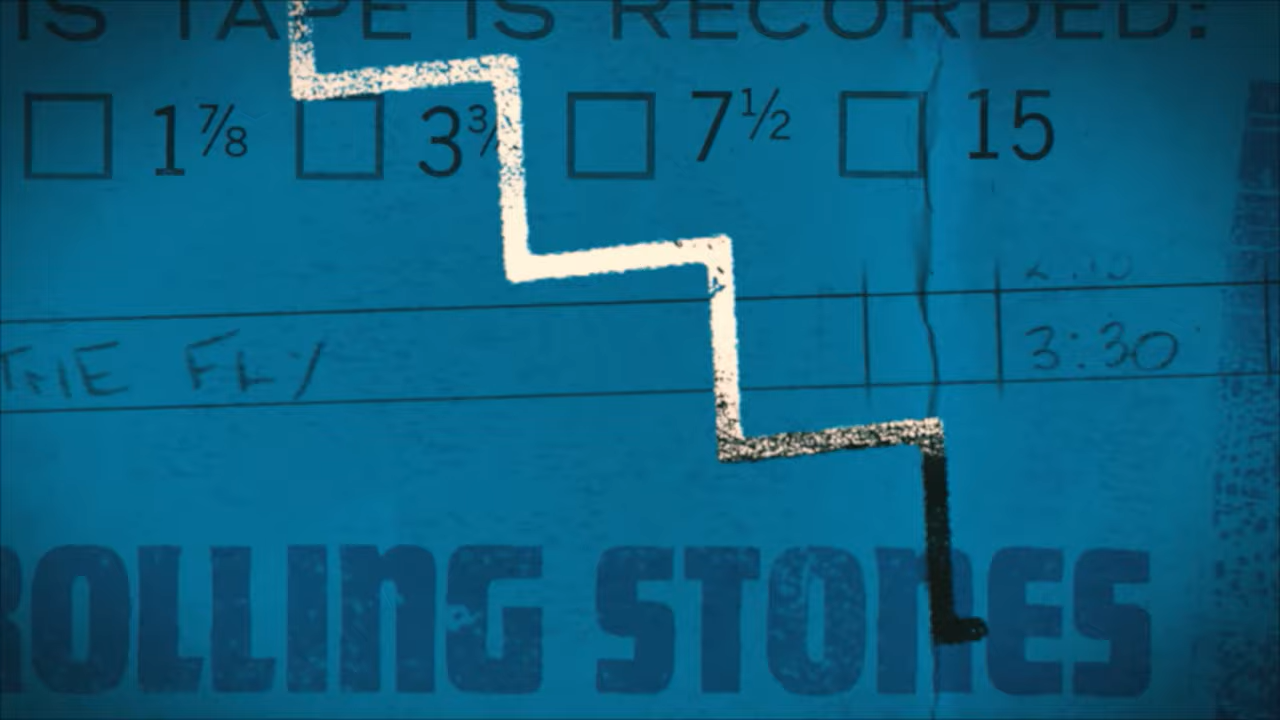 IS TAPE IS RECORDED:
1⅞ 3¾ 7½ 15
THE FLY 3:30
ROLLING STONES